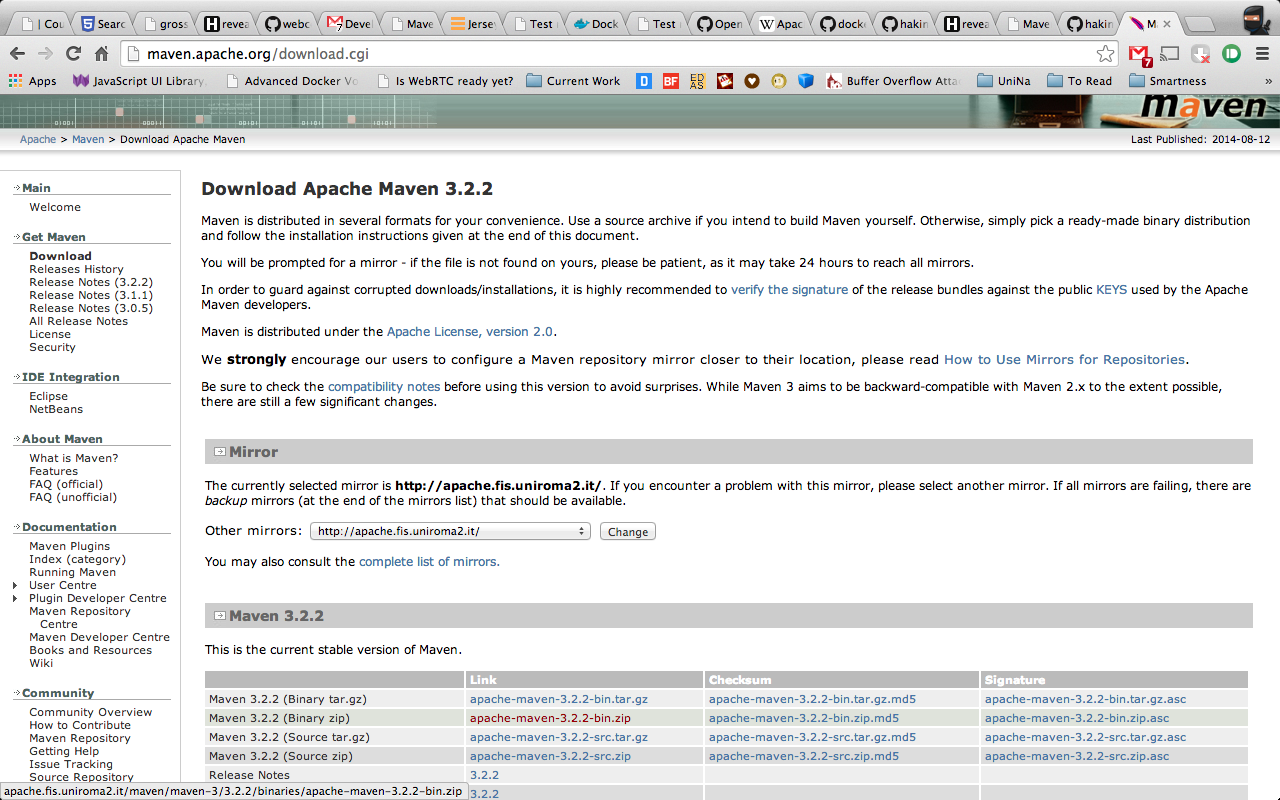 | Cou
Searc
gross
revea
webc
Devel
Mave
Jersey
Test r
Dock
Test r
Open
Apac
docke
hakin
revea
Mave
hakin
M
maven.apache.org/download.cgi
7
Apps
JavaScript UI Library
Advanced Docker Vo
Is WebRTC ready yet?
Current Work
D
BF
ED
AS
Buffer Overflow Atta
UniNa
To Read
Smartness
»
maven
Apache > Maven > Download Apache Maven
Last Published: 2014-08-12
Main
Welcome
Get Maven
Download
Releases History
Release Notes (3.2.2)
Release Notes (3.1.1)
Release Notes (3.0.5)
All Release Notes
License
Security
IDE Integration
Eclipse
NetBeans
About Maven
What is Maven?
Features
FAQ (official)
FAQ (unofficial)
Documentation
Maven Plugins
Index (category)
Running Maven
User Centre
Plugin Developer Centre
Maven Repository
Centre
Maven Developer Centre
Books and Resources
Wiki
Community
Community Overview
How to Contribute
Maven Repository
Getting Help
Issue Tracking
Source Repository
Download Apache Maven 3.2.2
Maven is distributed in several formats for your convenience. Use a source archive if you intend to build Maven yourself. Otherwise, simply pick a ready-made binary distribution
and follow the installation instructions given at the end of this document.
You will be prompted for a mirror - if the file is not found on yours, please be patient, as it may take 24 hours to reach all mirrors.
In order to guard against corrupted downloads/installations, it is highly recommended to verify the signature of the release bundles against the public KEYS used by the Apache
Maven developers.
Maven is distributed under the Apache License, version 2.0.
We strongly encourage our users to configure a Maven repository mirror closer to their location, please read How to Use Mirrors for Repositories.
Be sure to check the compatibility notes before using this version to avoid surprises. While Maven 3 aims to be backward-compatible with Maven 2.x to the extent possible,
there are still a few significant changes.
Mirror
The currently selected mirror is http://apache.fis.uniroma2.it/. If you encounter a problem with this mirror, please select another mirror. If all mirrors are failing, there are
backup mirrors (at the end of the mirrors list) that should be available.
Other mirrors: http://apache.fis.uniroma2.it/ Change
You may also consult the complete list of mirrors.
Maven 3.2.2
This is the current stable version of Maven.
Link Checksum Signature
Maven 3.2.2 (Binary tar.gz) apache-maven-3.2.2-bin.tar.gz apache-maven-3.2.2-bin.tar.gz.md5 apache-maven-3.2.2-bin.tar.gz.asc
Maven 3.2.2 (Binary zip) apache-maven-3.2.2-bin.zip apache-maven-3.2.2-bin.zip.md5 apache-maven-3.2.2-bin.zip.asc
Maven 3.2.2 (Source tar.gz) apache-maven-3.2.2-src.tar.gz apache-maven-3.2.2-src.tar.gz.md5 apache-maven-3.2.2-src.tar.gz.asc
Maven 3.2.2 (Source zip) apache-maven-3.2.2-src.zip apache-maven-3.2.2-src.zip.md5 apache-maven-3.2.2-src.zip.asc
Release Notes 3.2.2
3.2.2
apache.fis.uniroma2.it/maven/maven-3/3.2.2/binaries/apache-maven-3.2.2-bin.zip